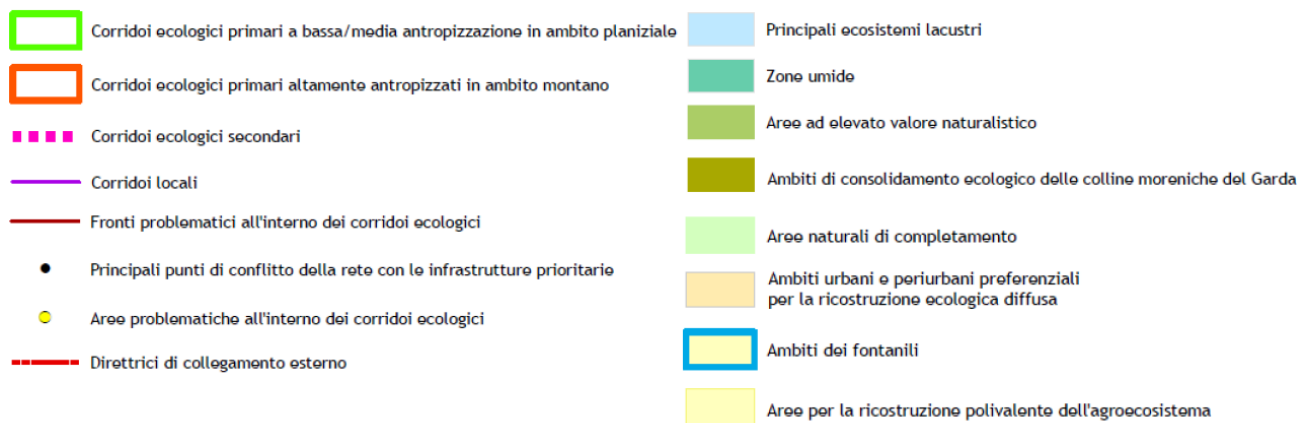 Corridoi ecologici primari a bassa/media antropizzazione in ambito planiziale
Corridoi ecologici primari altamente antropizzati in ambito montano
Corridoi ecologici secondari
Corridoi locali
Fronti problematici all'interno dei corridoi ecologici
Principali punti di conflitto della rete con le infrastrutture prioritarie
Aree problematiche all'interno dei corridoi ecologici
Direttrici di collegamento esterno
Principali ecosistemi lacustri
Zone umide
Aree ad elevato valore naturalistico
Ambiti di consolidamento ecologico delle colline moreniche del Garda
Aree naturali di completamento
Ambiti urbani e periurbani preferenziali
per la ricostruzione ecologica diffusa
Ambiti dei fontanili
Aree per la ricostruzione polivalente dell'agroecosistema